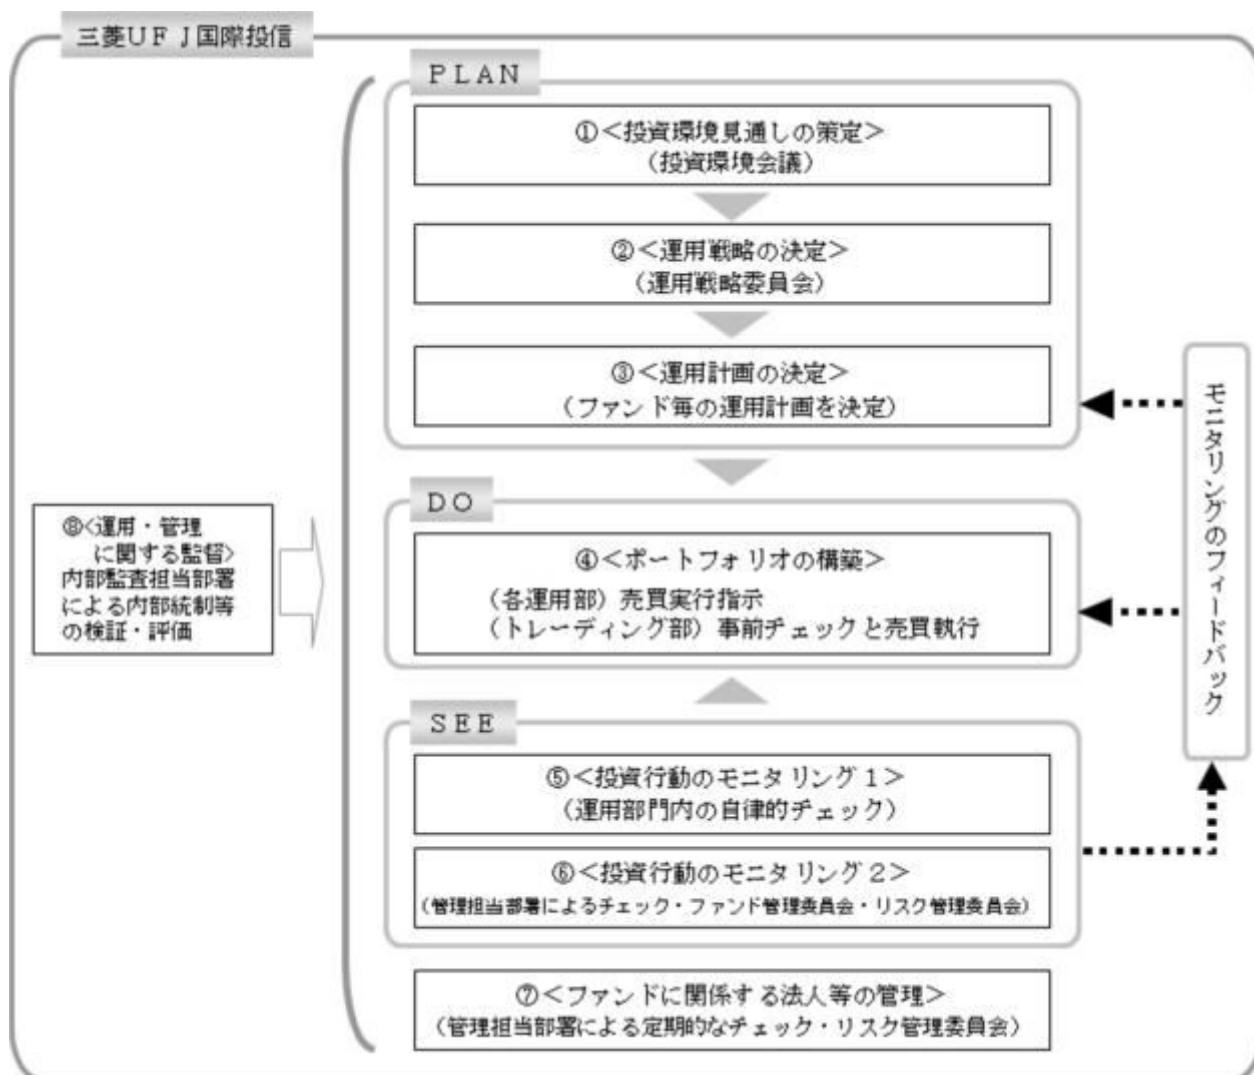 三菱UFJ国際投信
PLAN
①<投資環境見通しの策定>
(投資環境会議)
②<運用戦略の決定>
(運用戦略委員会)
③<運用計画の決定>
(ファンド毎の運用計画を決定)
DO
④<ポートフォリオの構築>
(各運用部)売買実行指示
(トレーディング部)事前チェックと売買執行
SEE
⑤<投資行動のモニタリング1>
(運用部門内の自律的チェック)
⑥<投資行動のモニタリング2>
(管理担当部署によるチェック・ファンド管理委員会・リスク管理委員会)
⑦<ファンドに関係する法人等の管理>
(管理担当部署による定期的なチェック・リスク管理委員会)
⑧<運用・管理
に関する監督>
内部監査担当部署
による内部統制等
の検証・評価
モニタリングのフィードバック